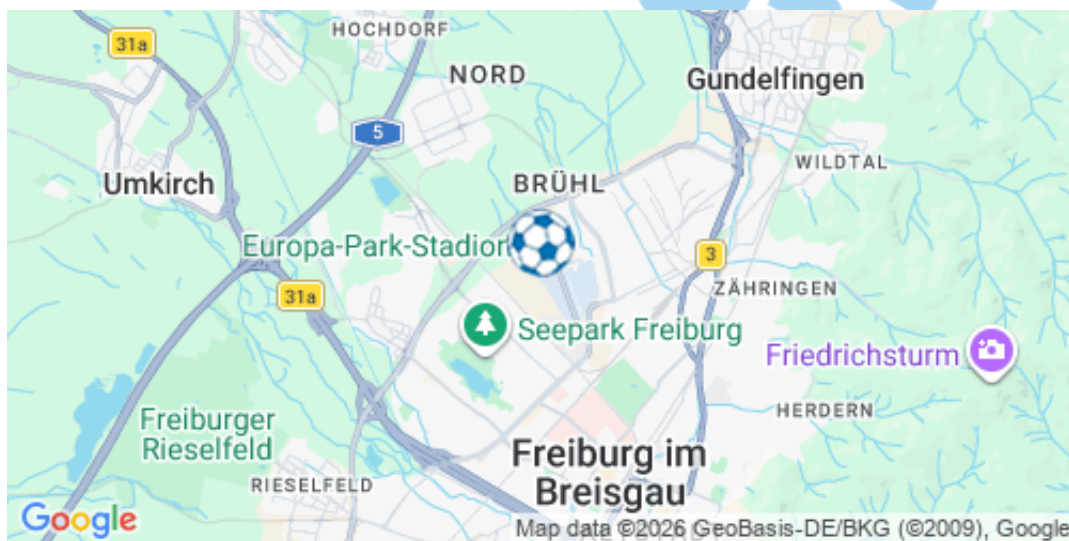 HOCHDORF
31a
NORD
Gundelfingen
5
WILDTAL
Umkirch
BRÜHL
Europa-Park-Stadion
3
ZÄHRINGEN
31a
Seepark Freiburg
Friedrichsturm
HERDERN
Freiburger
Rieselfeld
Freiburg im
Breisgau
RIESELFELD
Google
Map data ©2026 GeoBasis-DE/BKG (©2009), Google